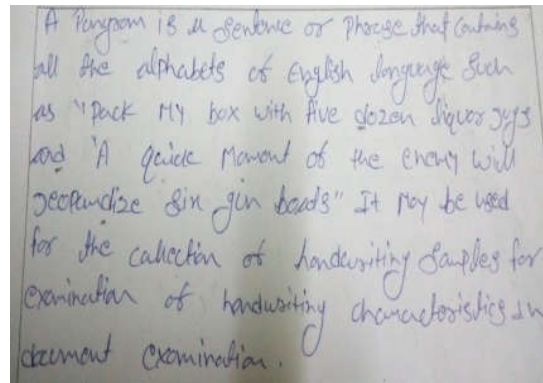 A Pangram is a Sentence or Phrase that Contains
all the alphabets of English language Such
as "Pack My box with five dozen liquor jugs
and "A quick Moment of the enemy will
jeopardize Six gun boats" It may be used
for the collection of handwriting Samples for
Examination of handwriting characteristics in
document Examination.